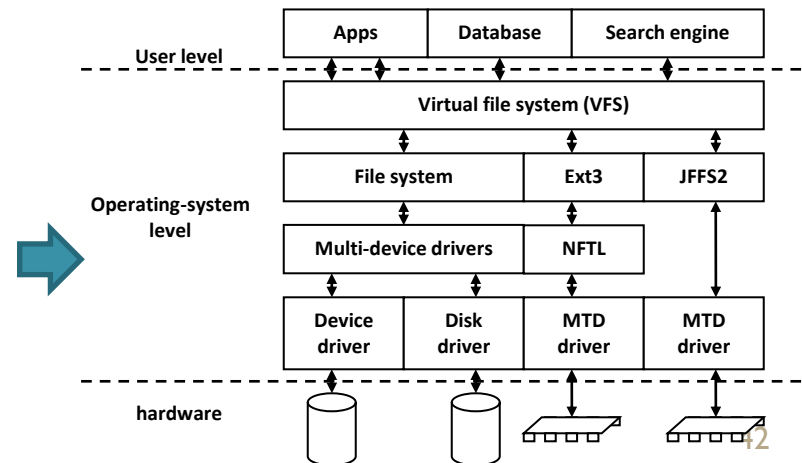 Apps Database Search engine
User level
Virtual file system (VFS)
File system Ext3 JFFS2
Operating-system
level
Multi-device drivers NFTL
Device Disk MTD MTD
driver driver driver driver
hardware
42